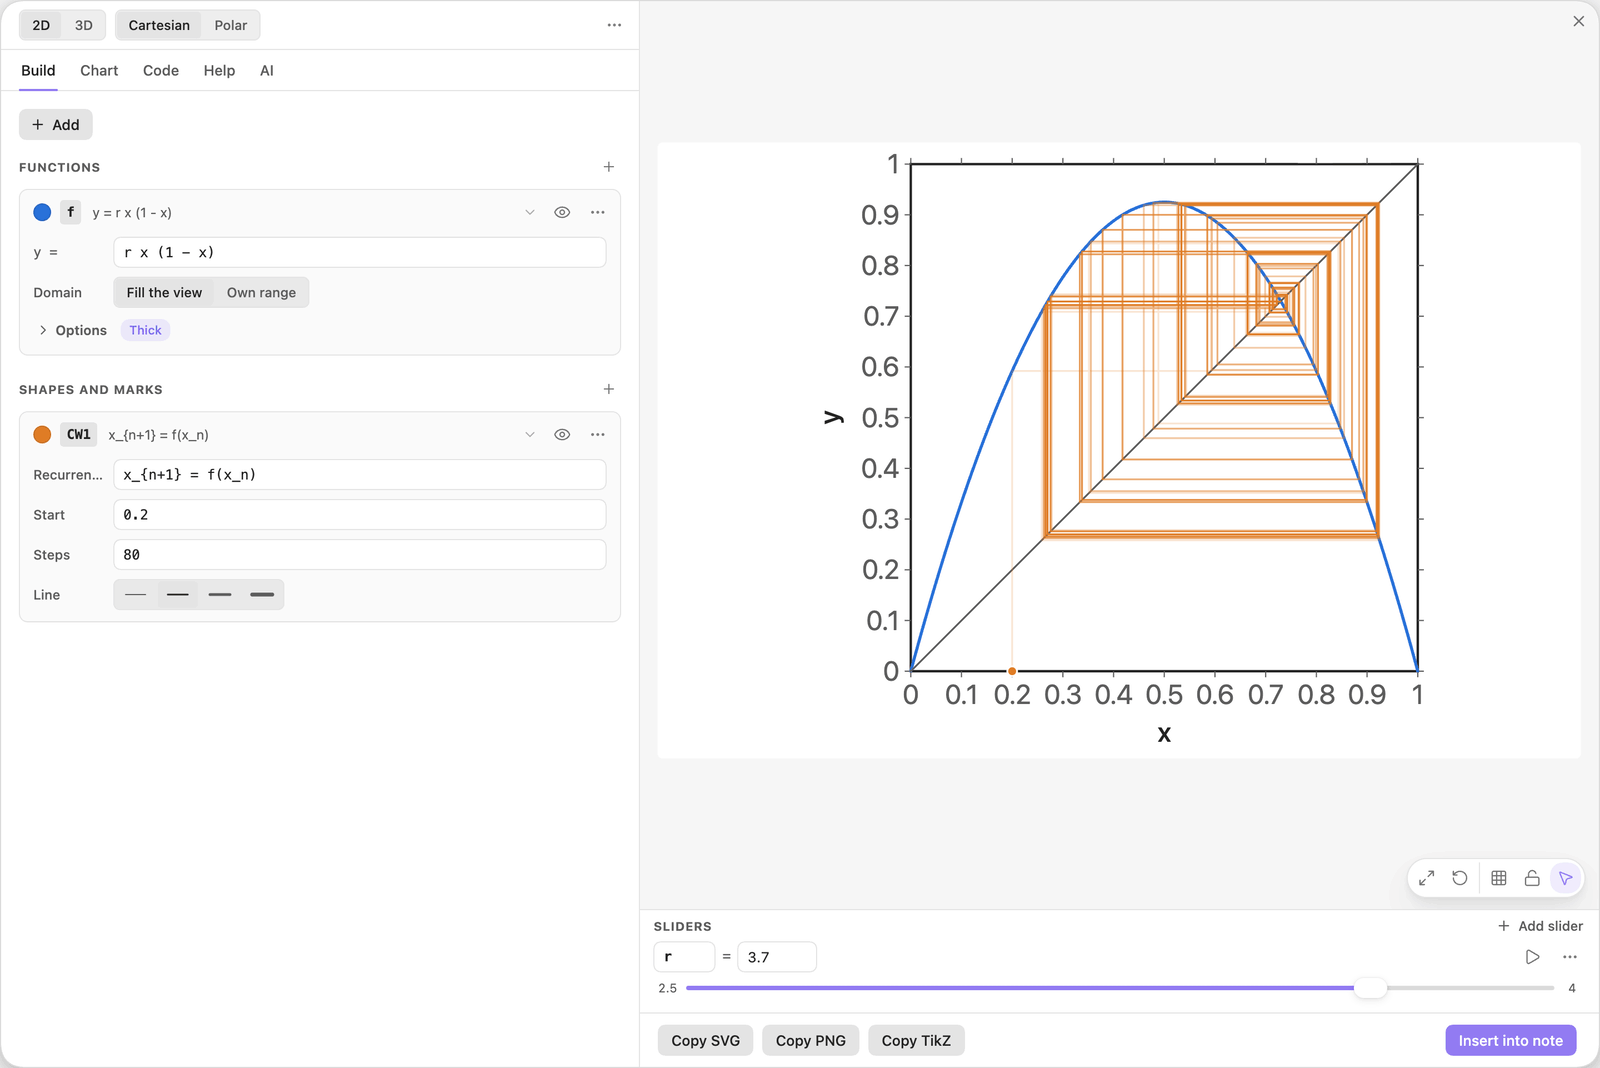 2D 3D Cartesian Polar
Build Chart Code Help AI
+ Add
FUNCTIONS
f y = r x (1 - x)
y = r x (1 − x)
Domain Fill the view Own range
Options Thick
SHAPES AND MARKS
CW1 x_{n+1} = f(x_n)
Recurren... x_{n+1} = f(x_n)
Start 0.2
Steps 80
Line
1
0.9
0.8
0.7
0.6
0.5
0.4
0.3
0.2
0.1
0
y
0 0.1 0.2 0.3 0.4 0.5 0.6 0.7 0.8 0.9 1
x
SLIDERS + Add slider
r = 3.7
2.5 4
Copy SVG Copy PNG Copy TikZ Insert into note